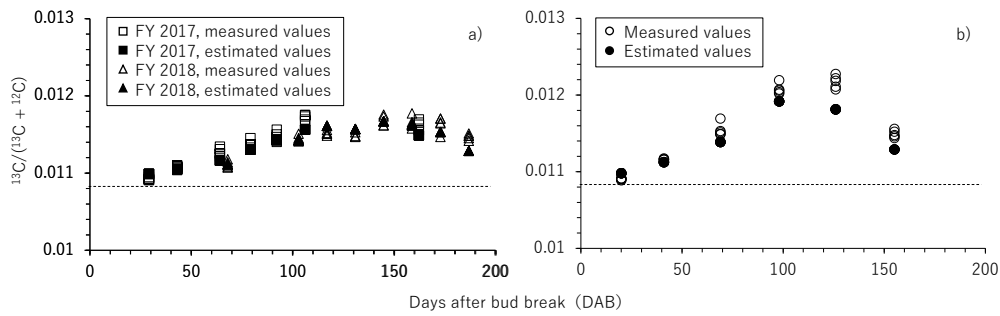 0.013
0.012
0.011
0.01
0
50
100
150
200
¹³C/(¹³C + ¹²C)
FY 2017, measured values
FY 2017, estimated values
FY 2018, measured values
FY 2018, estimated values
a)
0.013
0.012
0.011
0.01
0
50
100
150
200
Measured values
Estimated values
b)
Days after bud break（DAB）